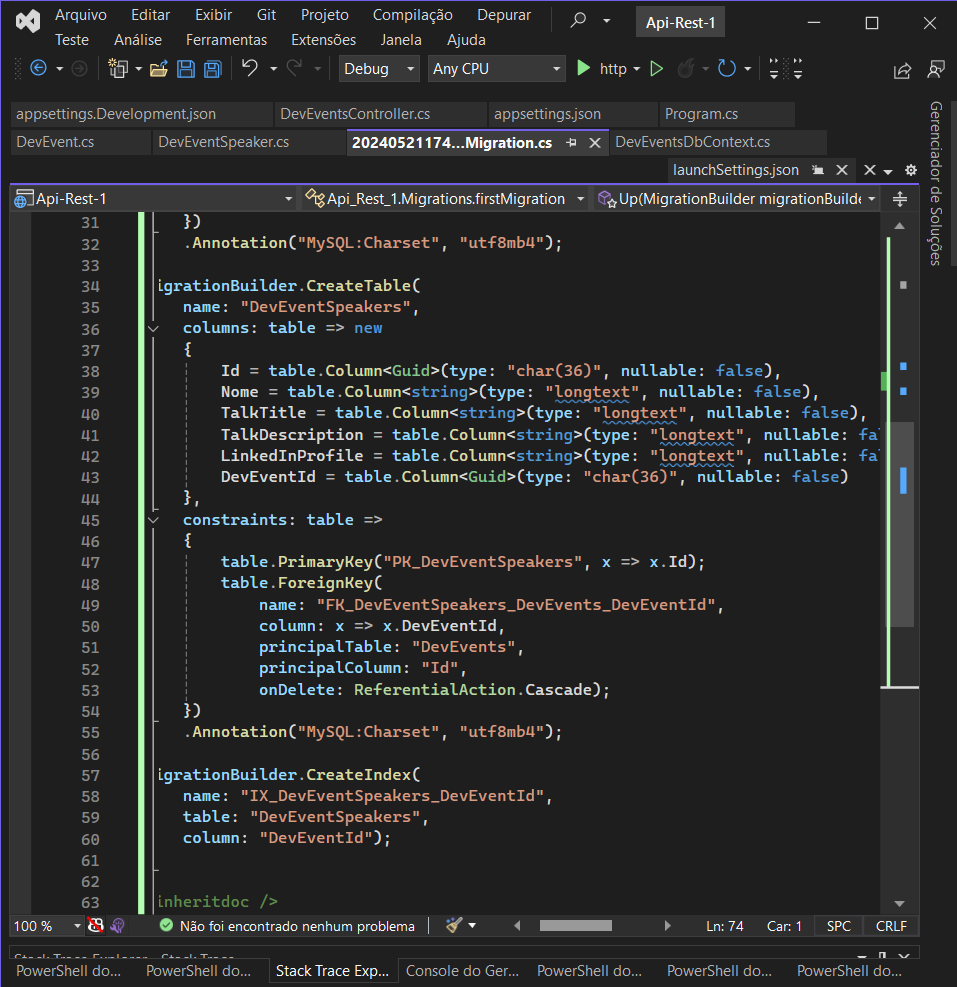 Arquivo Editar Exibir Git Projeto Compilação Depurar Api-Rest-1
Teste Análise Ferramentas Extensões Janela Ajuda
Debug Any CPU http
appsettings.Development.json DevEventsController.cs appsettings.json Program.cs
DevEvent.cs DevEventSpeaker.cs 20240521174...Migration.cs DevEventsDbContext.cs
launchSettings.json
Gerenciador de Soluções
Api-Rest-1 Api_Rest_1.Migrations.firstMigration Up(MigrationBuilder migrationBuilde
31 })
32 .Annotation("MySQL:Charset", "utf8mb4");
33
34 igrationBuilder.CreateTable(
35 name: "DevEventSpeakers",
36 columns: table => new
37 {
38 Id = table.Column<Guid>(type: "char(36)", nullable: false),
39 Nome = table.Column<string>(type: "longtext", nullable: false),
40 TalkTitle = table.Column<string>(type: "longtext", nullable: false),
41 TalkDescription = table.Column<string>(type: "longtext", nullable: fal
42 LinkedInProfile = table.Column<string>(type: "longtext", nullable: fal
43 DevEventId = table.Column<Guid>(type: "char(36)", nullable: false)
44 },
45 constraints: table =>
46 {
47 table.PrimaryKey("PK_DevEventSpeakers", x => x.Id);
48 table.ForeignKey(
49 name: "FK_DevEventSpeakers_DevEvents_DevEventId",
50 column: x => x.DevEventId,
51 principalTable: "DevEvents",
52 principalColumn: "Id",
53 onDelete: ReferentialAction.Cascade);
54 })
55 .Annotation("MySQL:Charset", "utf8mb4");
56
57 igrationBuilder.CreateIndex(
58 name: "IX_DevEventSpeakers_DevEventId",
59 table: "DevEventSpeakers",
60 column: "DevEventId");
61
62
63 inheritdoc />
100 % Não foi encontrado nenhum problema Ln: 74 Car: 1 SPC CRLF
Stack Trace Explorer Stack Trace
PowerShell do... PowerShell do... Stack Trace Exp... Console do Ger... PowerShell do... PowerShell do... PowerShell do...